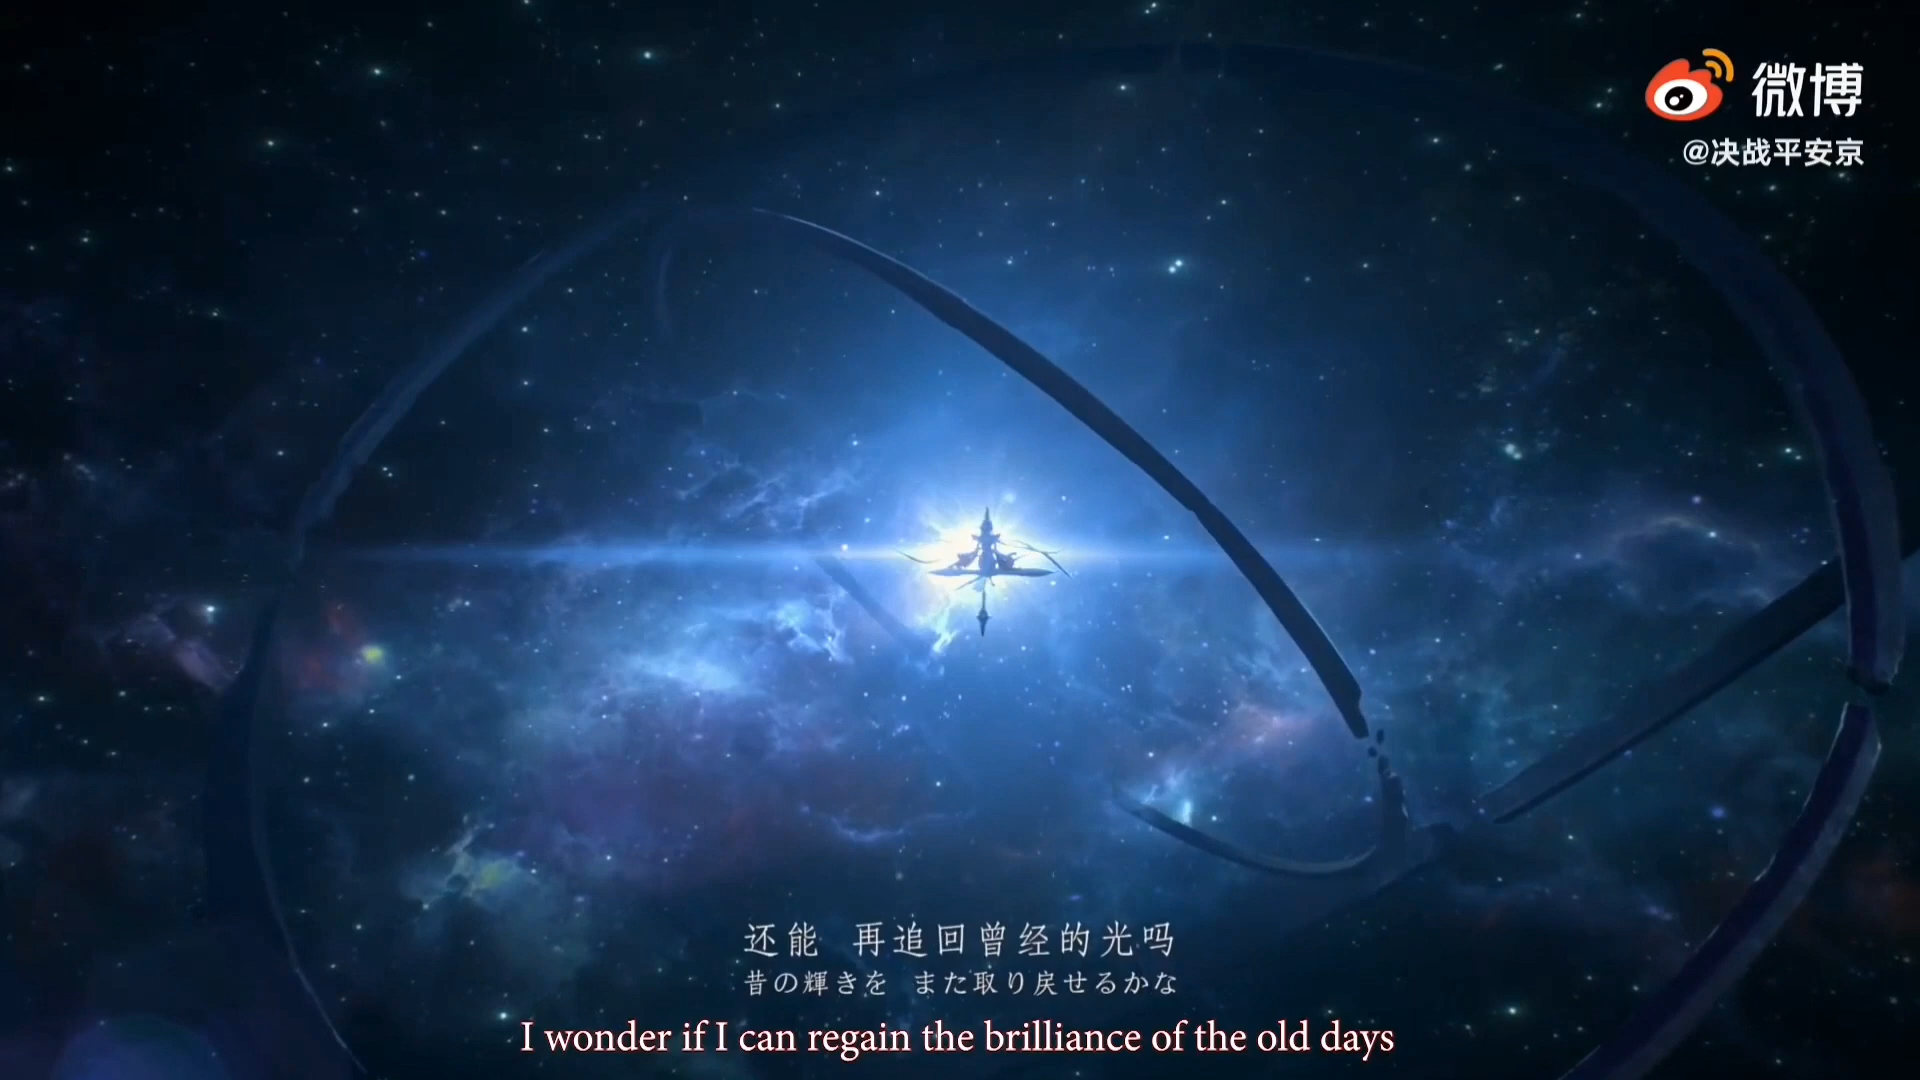 微博
@决战平安京
还能 再追回曾经的光吗
昔の輝きを また取り戻せるかな
I wonder if I can regain the brilliance of the old days